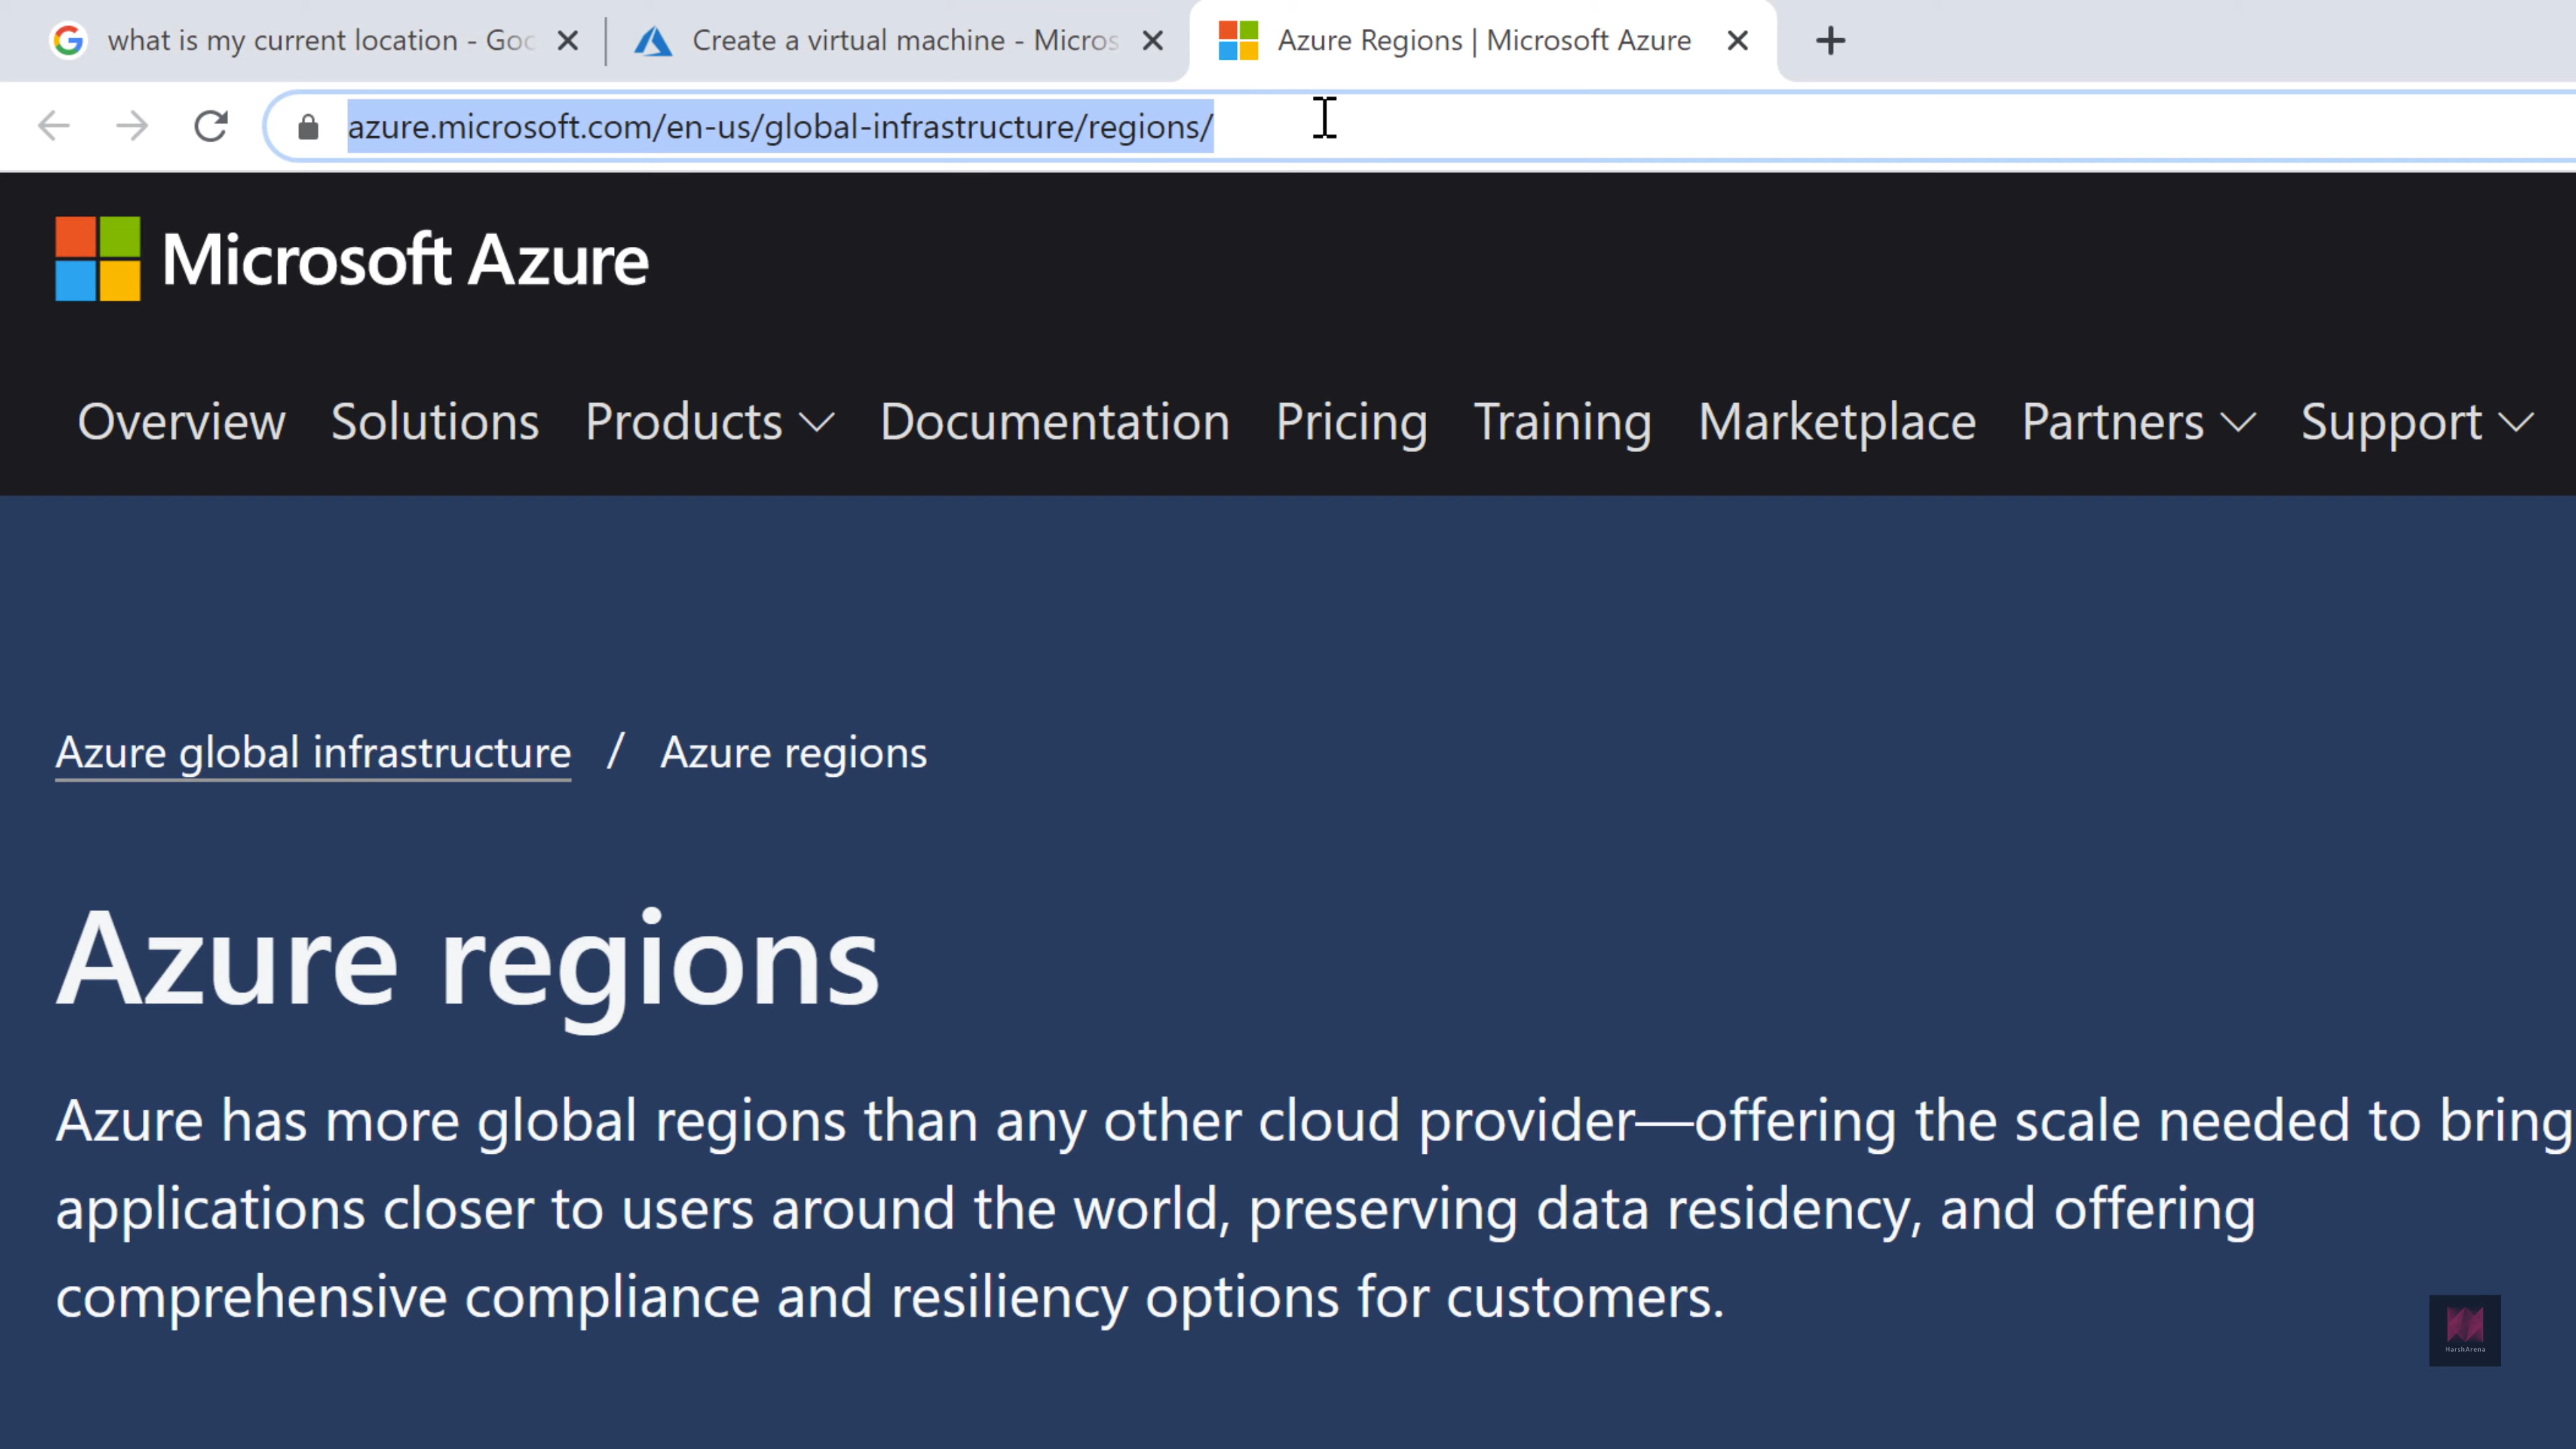 what is my current location - Goo
Create a virtual machine - Micros
Azure Regions | Microsoft Azure
azure.microsoft.com/en-us/global-infrastructure/regions/
Microsoft Azure
Overview Solutions Products Documentation Pricing Training Marketplace Partners Support
Azure global infrastructure / Azure regions
Azure regions
Azure has more global regions than any other cloud provider—offering the scale needed to bring
applications closer to users around the world, preserving data residency, and offering
comprehensive compliance and resiliency options for customers.
HarshArena